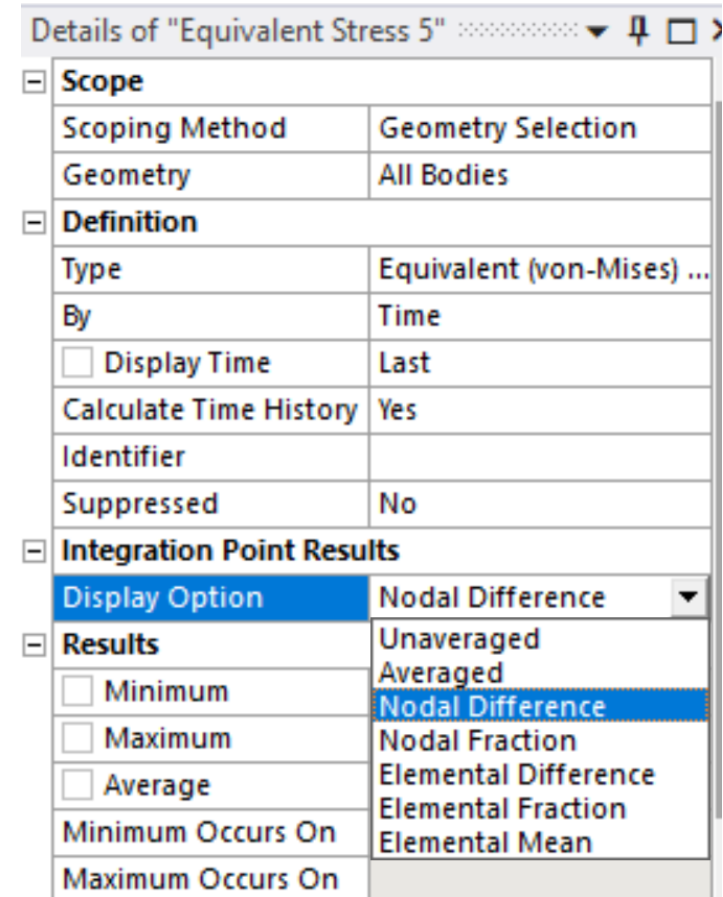 Details of "Equivalent Stress 5"
Scope
Scoping Method Geometry Selection
Geometry All Bodies
Definition
Type Equivalent (von-Mises) ...
By Time
Display Time Last
Calculate Time History Yes
Identifier
Suppressed No
Integration Point Results
Display Option Nodal Difference
Results
Unaveraged
Averaged
Nodal Difference
Nodal Fraction
Elemental Difference
Elemental Fraction
Elemental Mean
Minimum
Maximum
Average
Minimum Occurs On
Maximum Occurs On